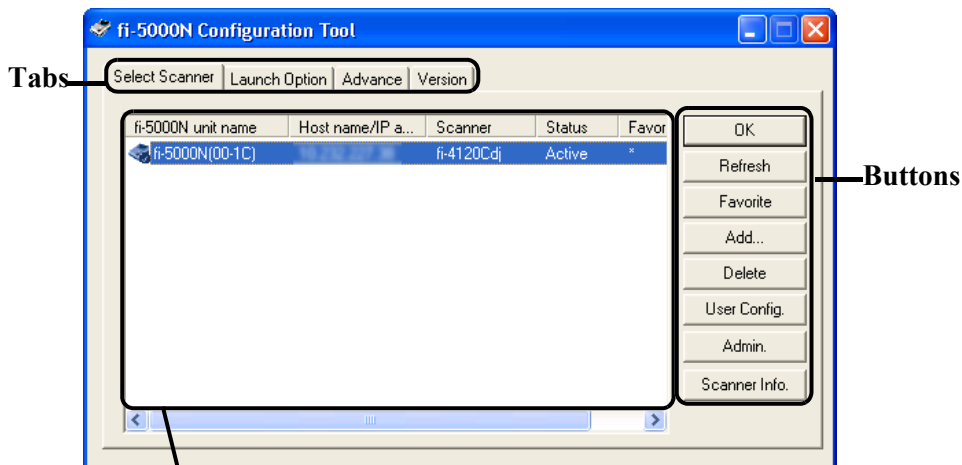 fi-5000N Configuration Tool
Tabs
Select Scanner Launch Option Advance Version
fi-5000N unit name Host name/IP a... Scanner Status Favor
fi-5000N(00-1C) fi-4120Cdj Active *
OK
Refresh
Favorite
Add...
Delete
User Config.
Admin.
Scanner Info.
Buttons